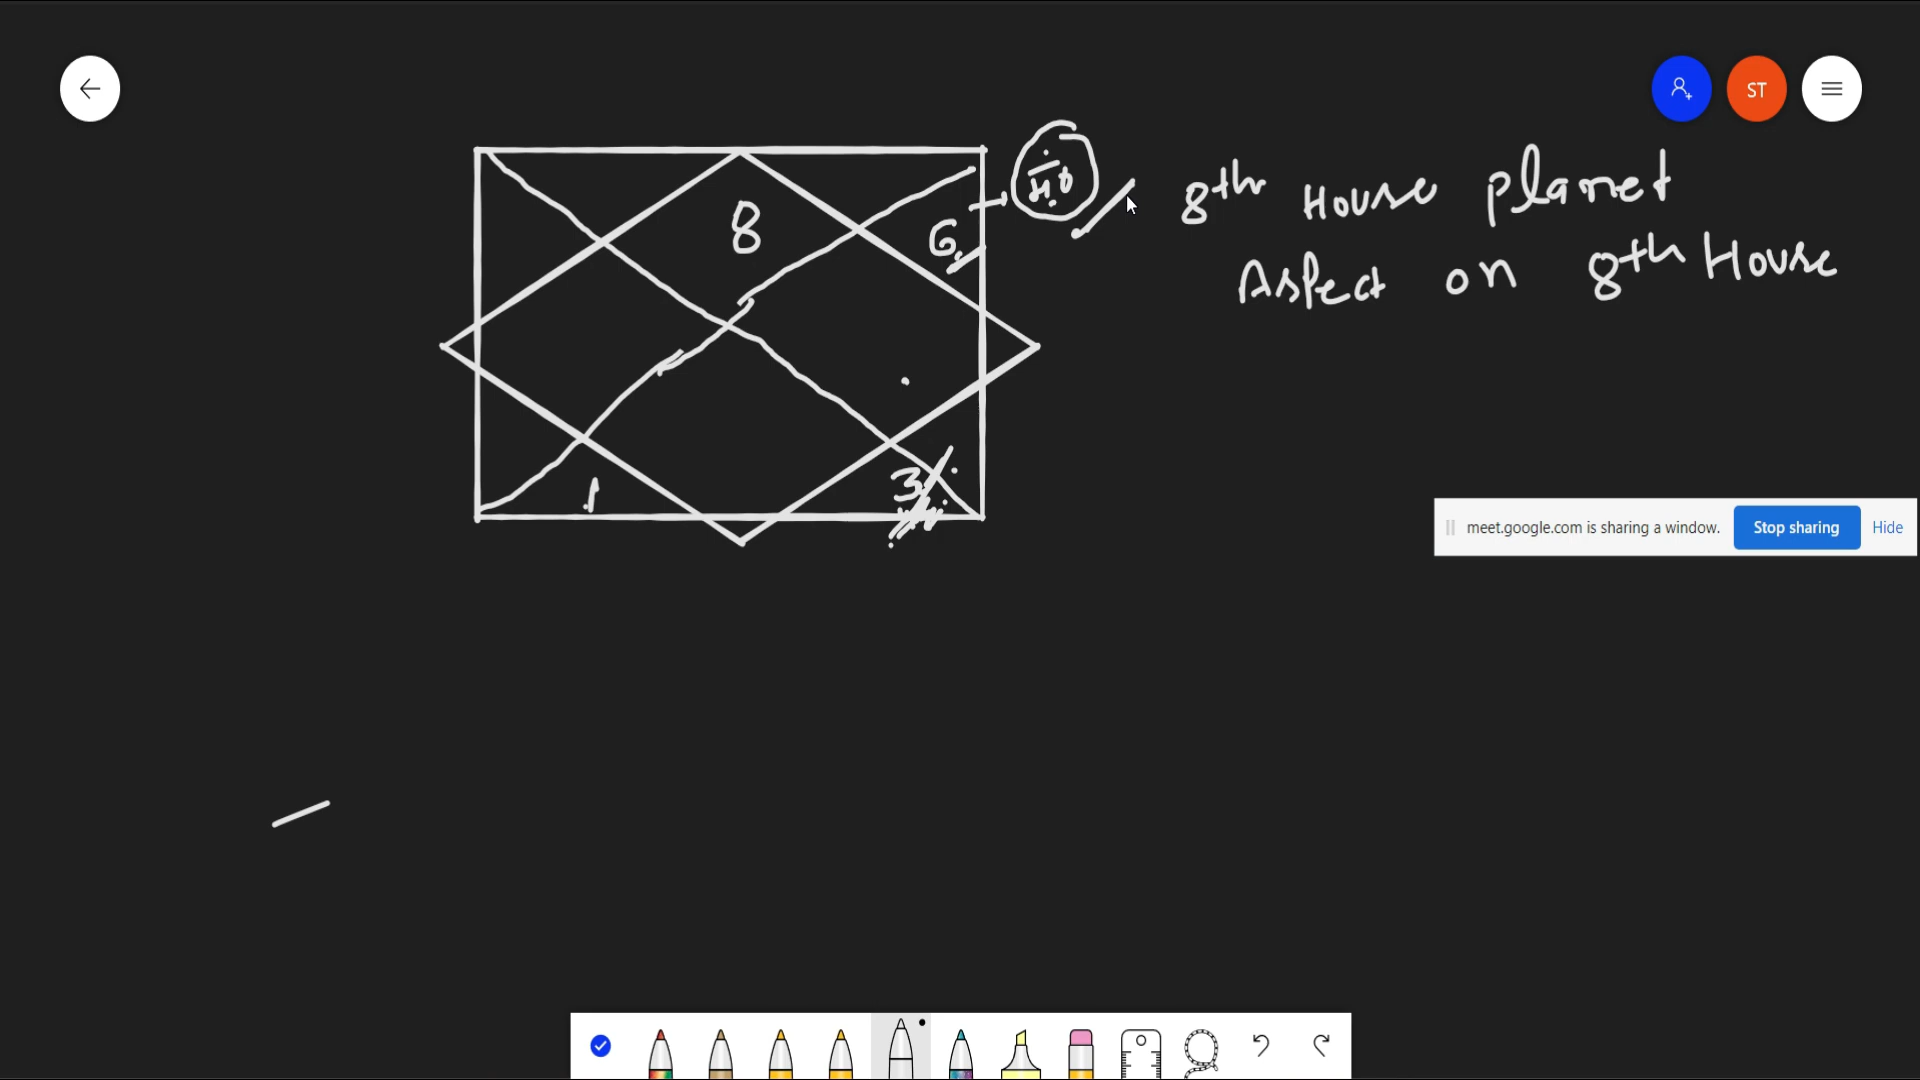 ST
8th House planet
Aspect on 8th House
8
6
3
1
meet.google.com is sharing a window. Stop sharing Hide